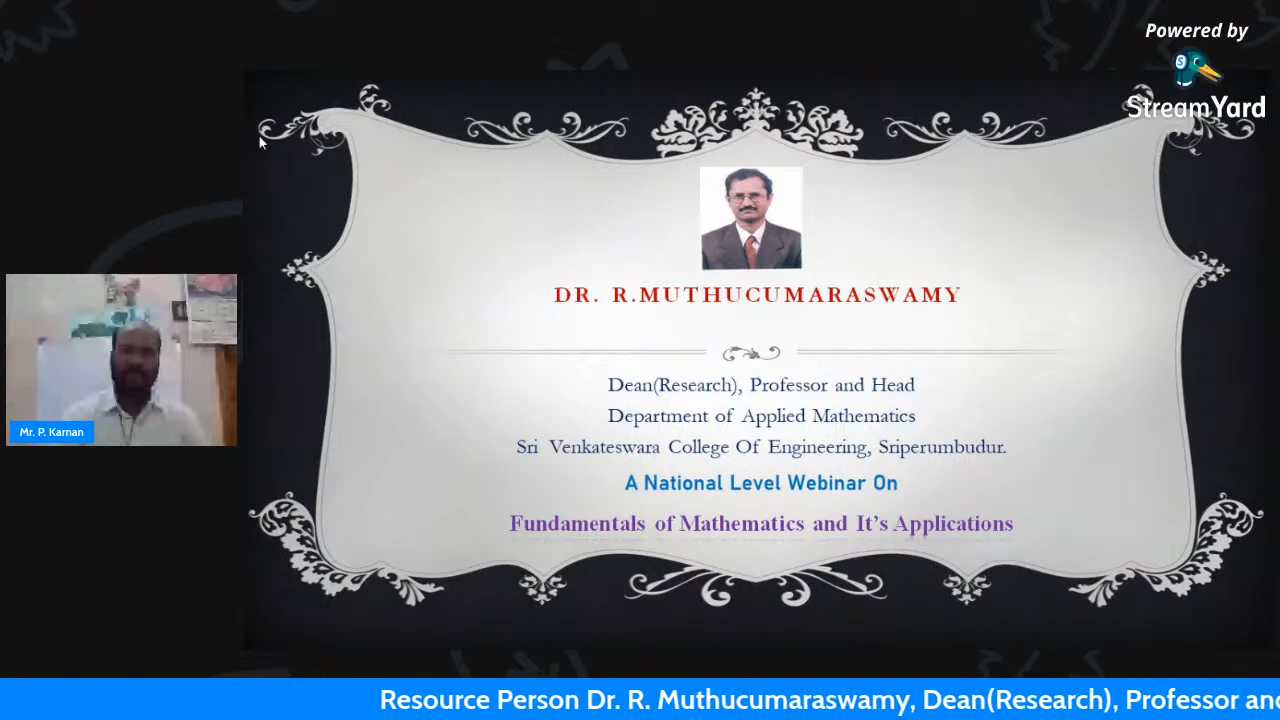 Powered by
StreamYard
DR. R.MUTHUCUMARASWAMY
Dean(Research), Professor and Head
Department of Applied Mathematics
Sri Venkateswara College Of Engineering, Sriperumbudur.
A National Level Webinar On
Fundamentals of Mathematics and It's Applications
Mr. P. Karnan
Resource Person Dr. R. Muthucumaraswamy, Dean(Research), Professor and